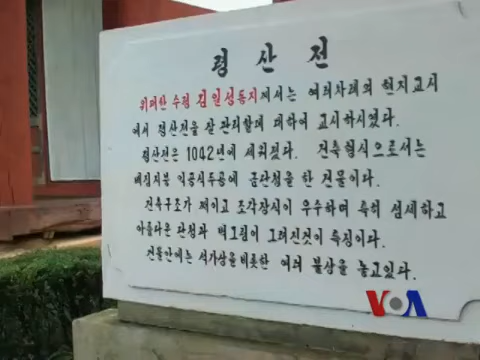 령산전
위대한 수령 김일성동지께서는 여러차례의 현지교시
에서 령산전을 잘 관리할데 대하여 교시하시였다.
령산전은 1042년에 세워졌다. 건축형식으로서는
배집지붕 익공식두공에 금단청을 한 건물이다.
건축구조가 째이고 조각장식이 우수하며 특히 섬세하고
아름다운 단청과 벽그림이 그려진것이 특징이다.
건물안에는 석가상을 비롯한 여러 불상을 놓고있다.
VOA